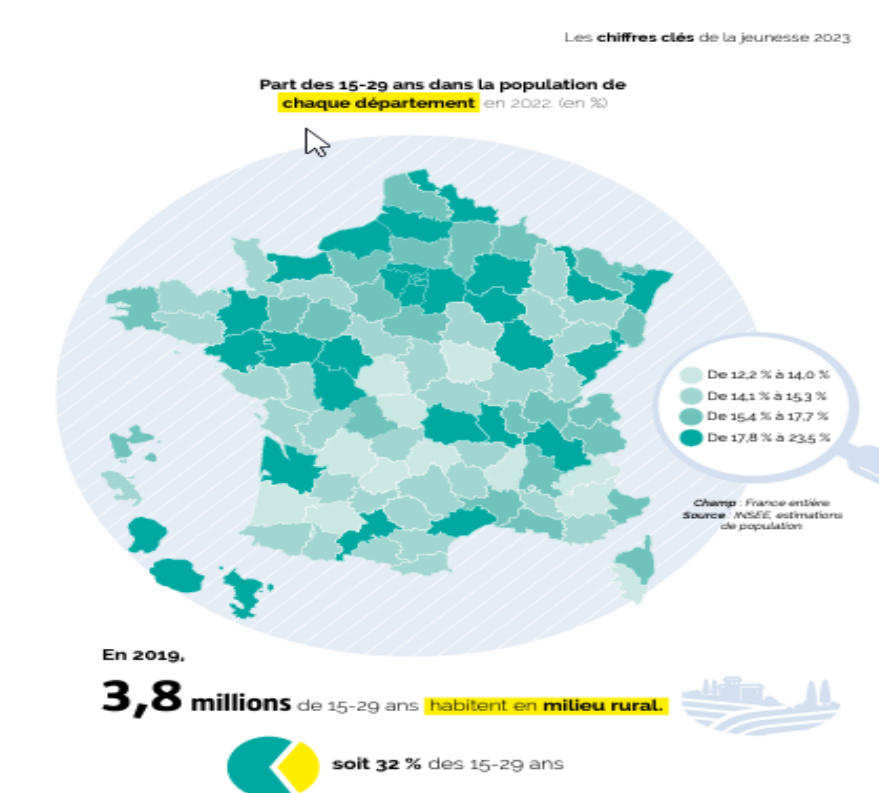 Les chiffres clés de la jeunesse 2023
Part des 15-29 ans dans la population de
chaque département en 2022. (en %)
De 12,2 % à 14,0 %
De 14,1 % à 15,3 %
De 15,4 % à 17,7 %
De 17,8 % à 23,5 %
Champ : France entière
Source : INSEE, estimations
de population
En 2019,
3,8 millions de 15-29 ans habitent en milieu rural.
soit 32 % des 15-29 ans